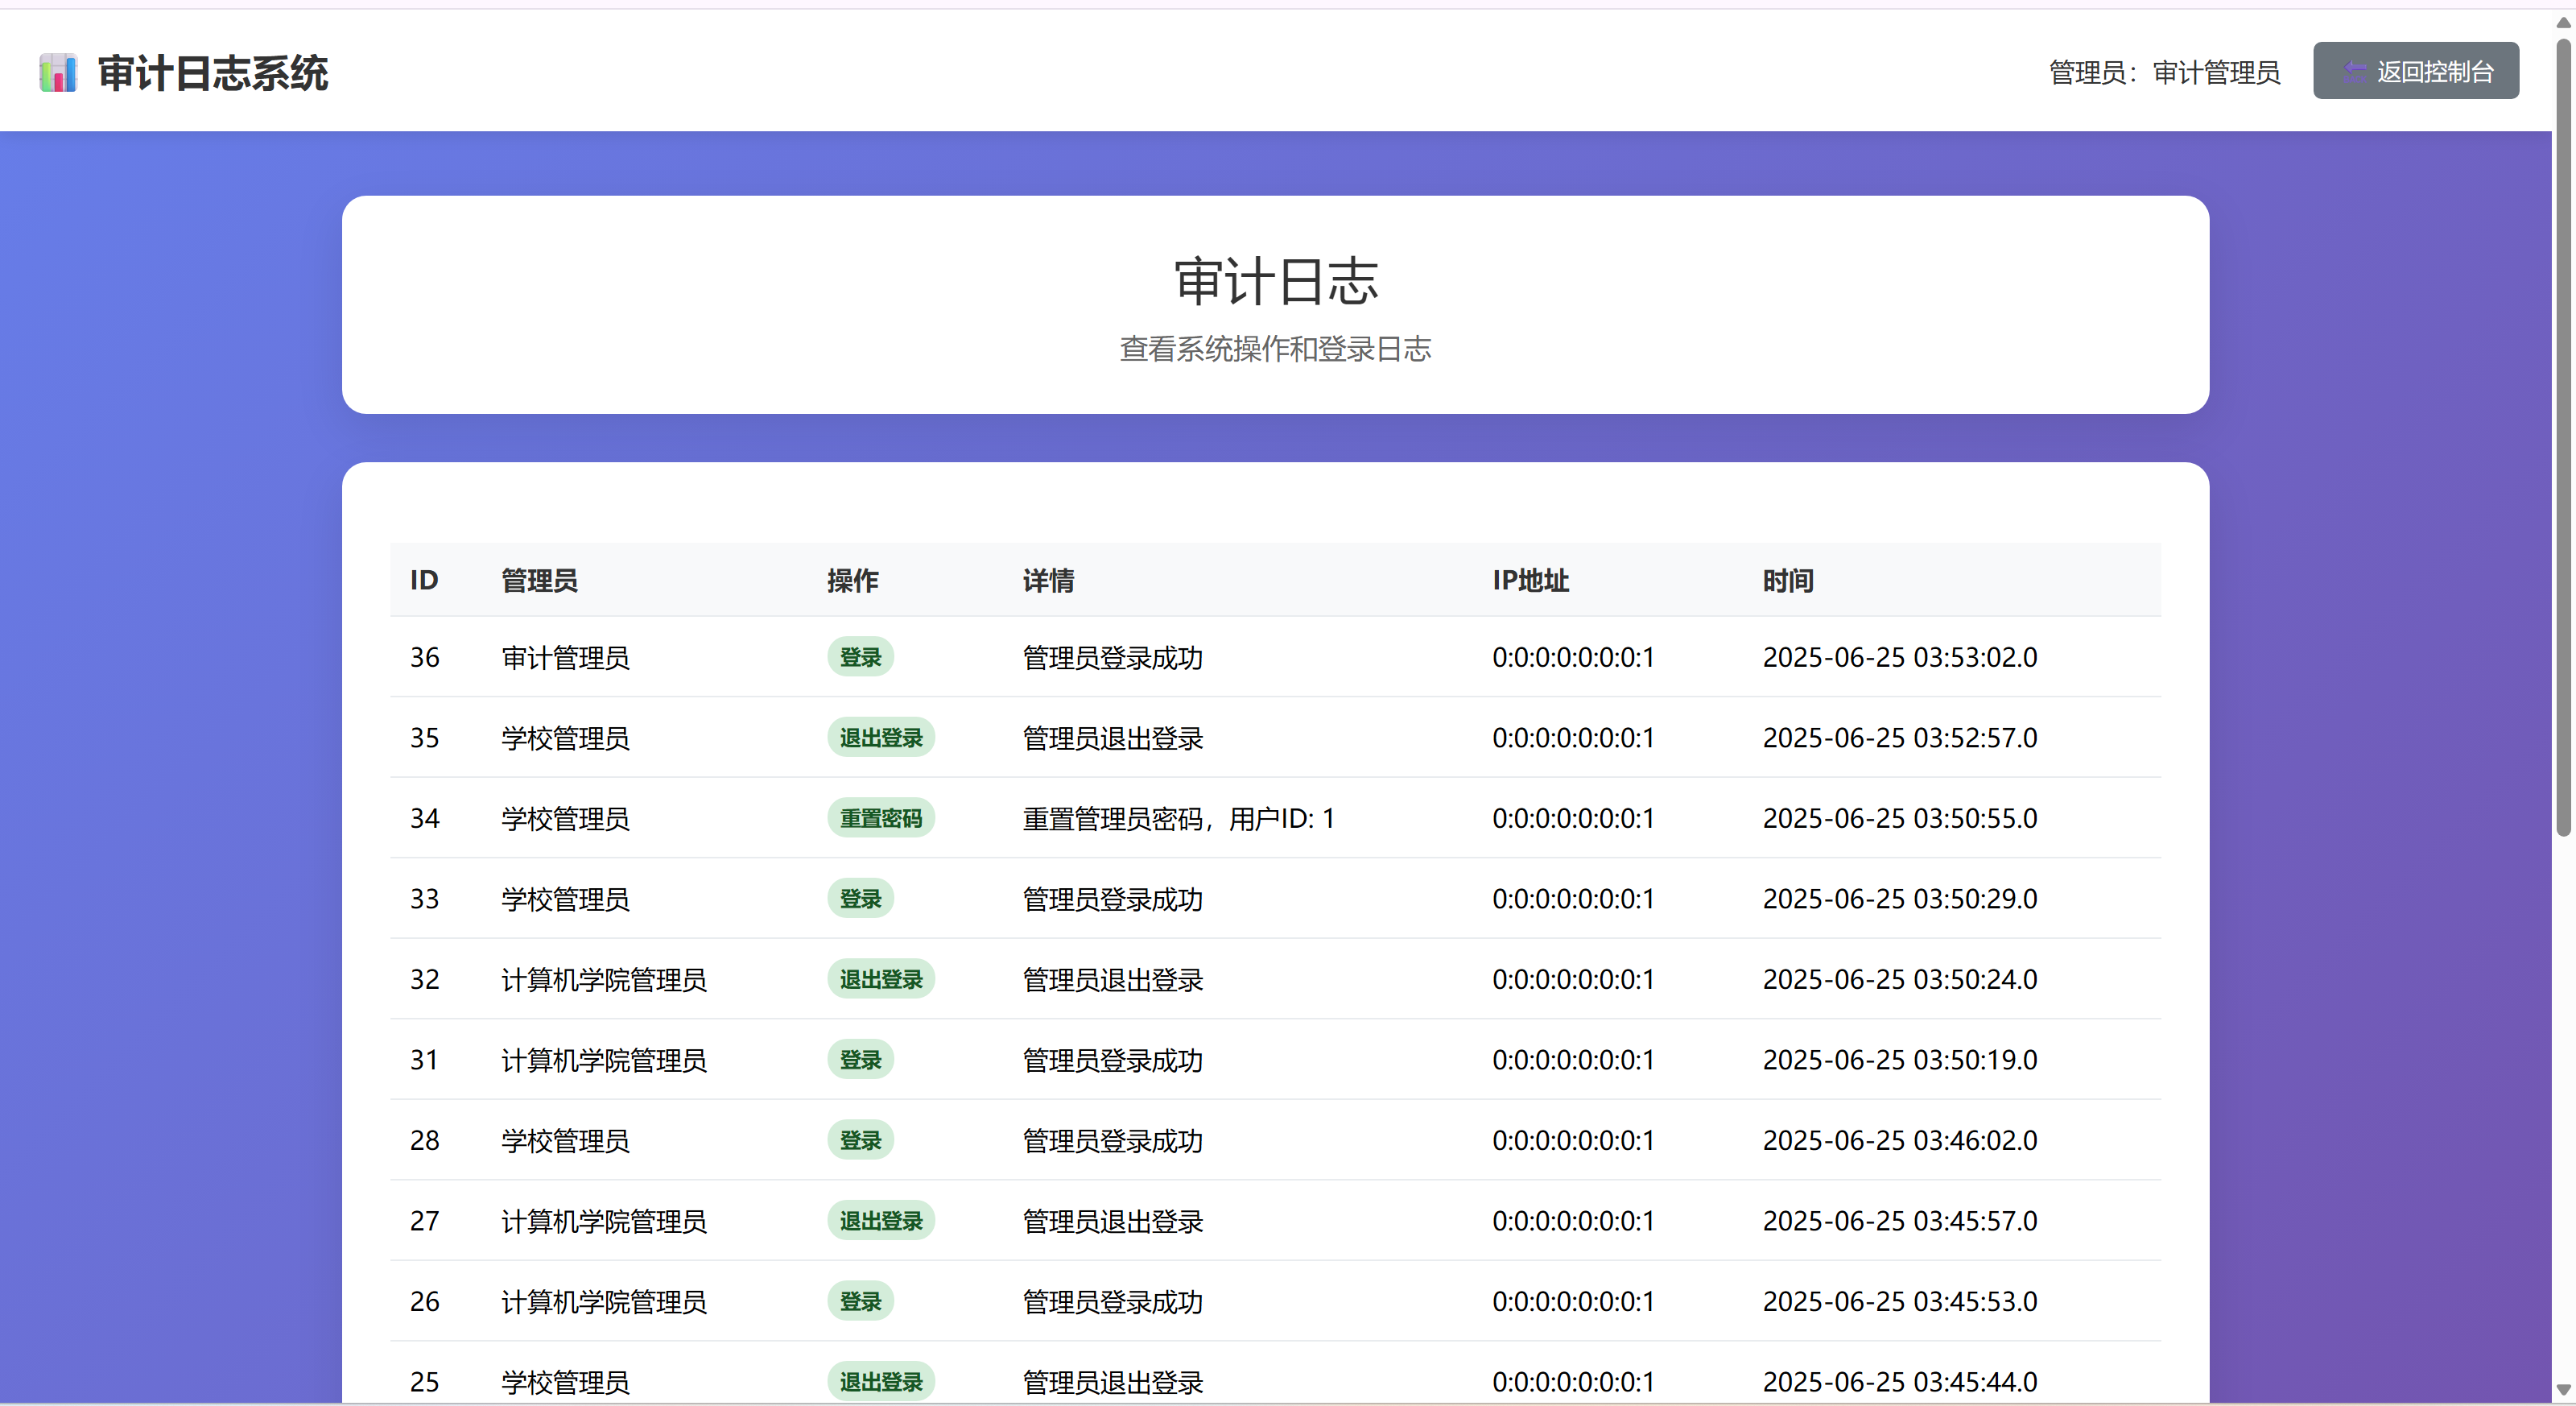 审计日志系统
管理员：审计管理员
返回控制台
审计日志
查看系统操作和登录日志
ID 管理员 操作 详情 IP地址 时间
36 审计管理员 登录 管理员登录成功 0:0:0:0:0:0:0:1 2025-06-25 03:53:02.0
35 学校管理员 退出登录 管理员退出登录 0:0:0:0:0:0:0:1 2025-06-25 03:52:57.0
34 学校管理员 重置密码 重置管理员密码，用户ID: 1 0:0:0:0:0:0:0:1 2025-06-25 03:50:55.0
33 学校管理员 登录 管理员登录成功 0:0:0:0:0:0:0:1 2025-06-25 03:50:29.0
32 计算机学院管理员 退出登录 管理员退出登录 0:0:0:0:0:0:0:1 2025-06-25 03:50:24.0
31 计算机学院管理员 登录 管理员登录成功 0:0:0:0:0:0:0:1 2025-06-25 03:50:19.0
28 学校管理员 登录 管理员登录成功 0:0:0:0:0:0:0:1 2025-06-25 03:46:02.0
27 计算机学院管理员 退出登录 管理员退出登录 0:0:0:0:0:0:0:1 2025-06-25 03:45:57.0
26 计算机学院管理员 登录 管理员登录成功 0:0:0:0:0:0:0:1 2025-06-25 03:45:53.0
25 学校管理员 退出登录 管理员退出登录 0:0:0:0:0:0:0:1 2025-06-25 03:45:44.0